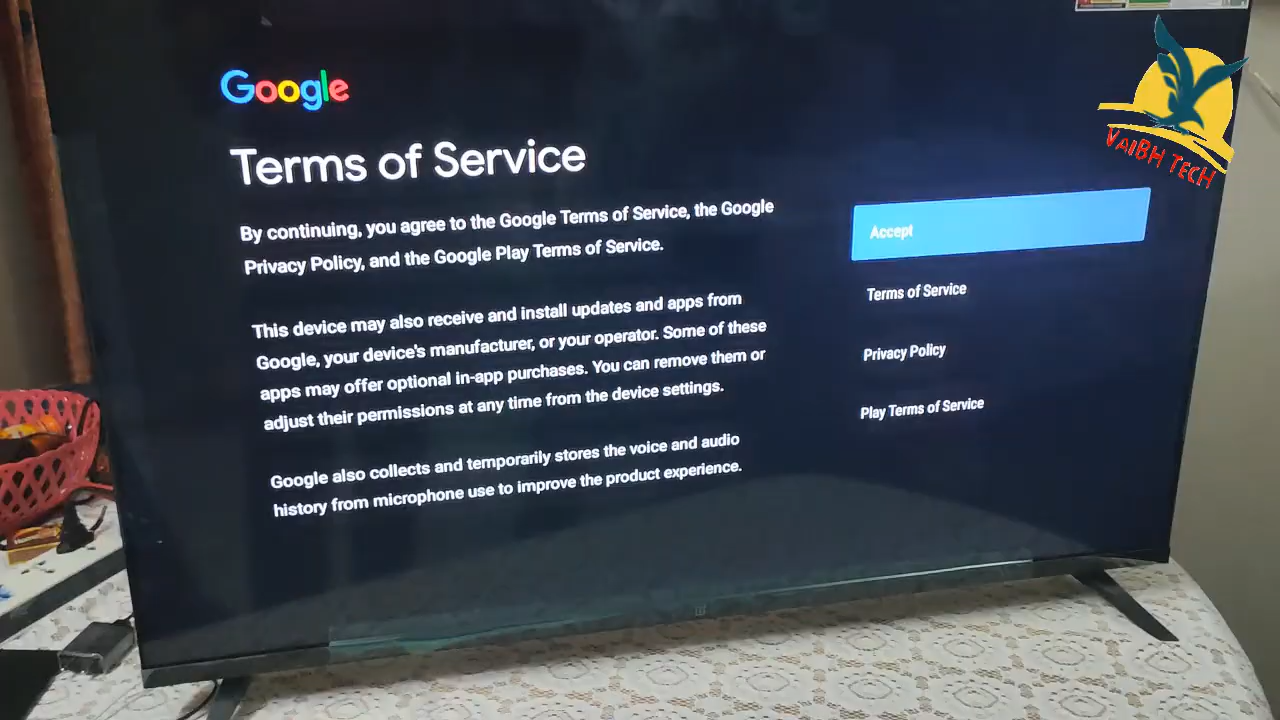 Google
Terms of Service
By continuing, you agree to the Google Terms of Service, the Google
Privacy Policy, and the Google Play Terms of Service.
This device may also receive and install updates and apps from
Google, your device's manufacturer, or your operator. Some of these
apps may offer optional in-app purchases. You can remove them or
adjust their permissions at any time from the device settings.
Google also collects and temporarily stores the voice and audio
history from microphone use to improve the product experience.
Accept
Terms of Service
Privacy Policy
Play Terms of Service
VAIBH TECH